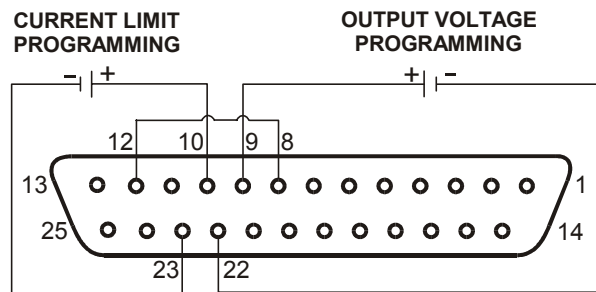 CURRENT LIMIT
PROGRAMMING
OUTPUT VOLTAGE
PROGRAMMING
- +
+ -
12 10 9 8
13 1
25 14
23 22